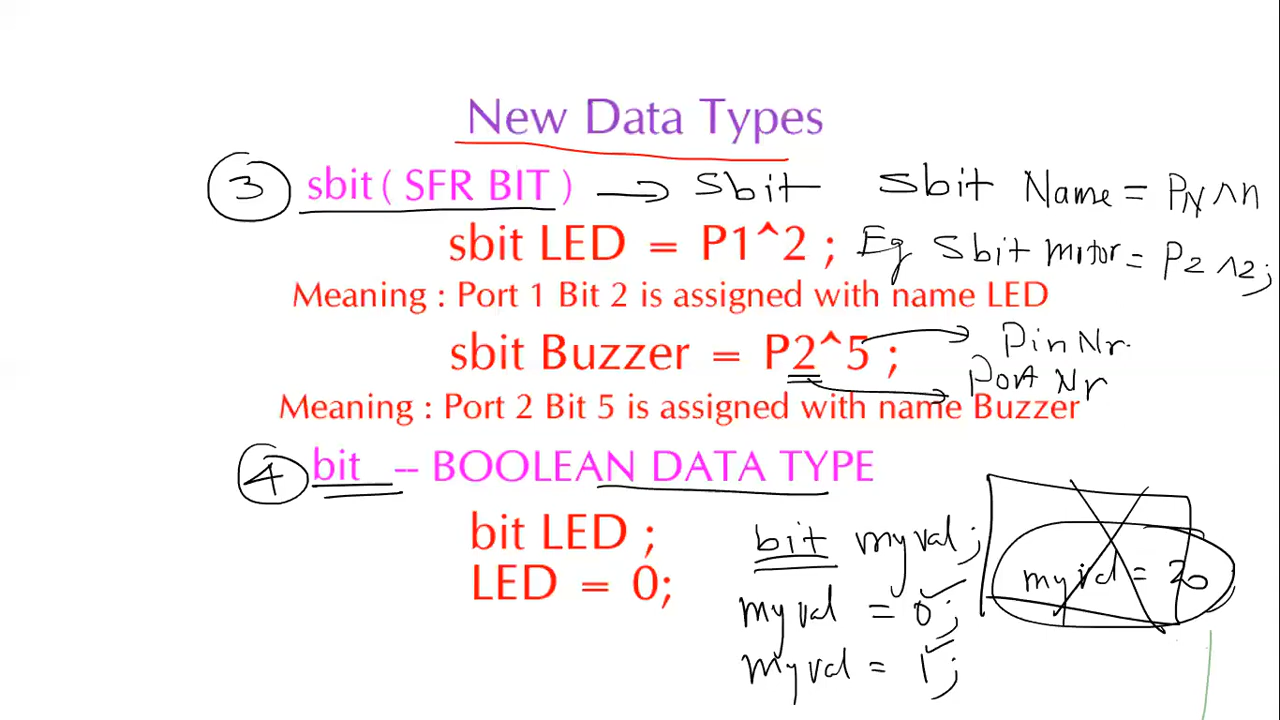 New Data Types
3 sbit ( SFR BIT ) → Sbit Sbit Name = PN ^ n
sbit LED = P1^2 ; Eg Sbit motor = P2 ^2;
Meaning : Port 1 Bit 2 is assigned with name LED
sbit Buzzer = P2^5 ; Pin Nr.
Port Nr
Meaning : Port 2 Bit 5 is assigned with name Buzzer
4 bit -- BOOLEAN DATA TYPE
bit LED ; bit myval;
LED = 0; myval = 20
myval = 0;
myval = 1;